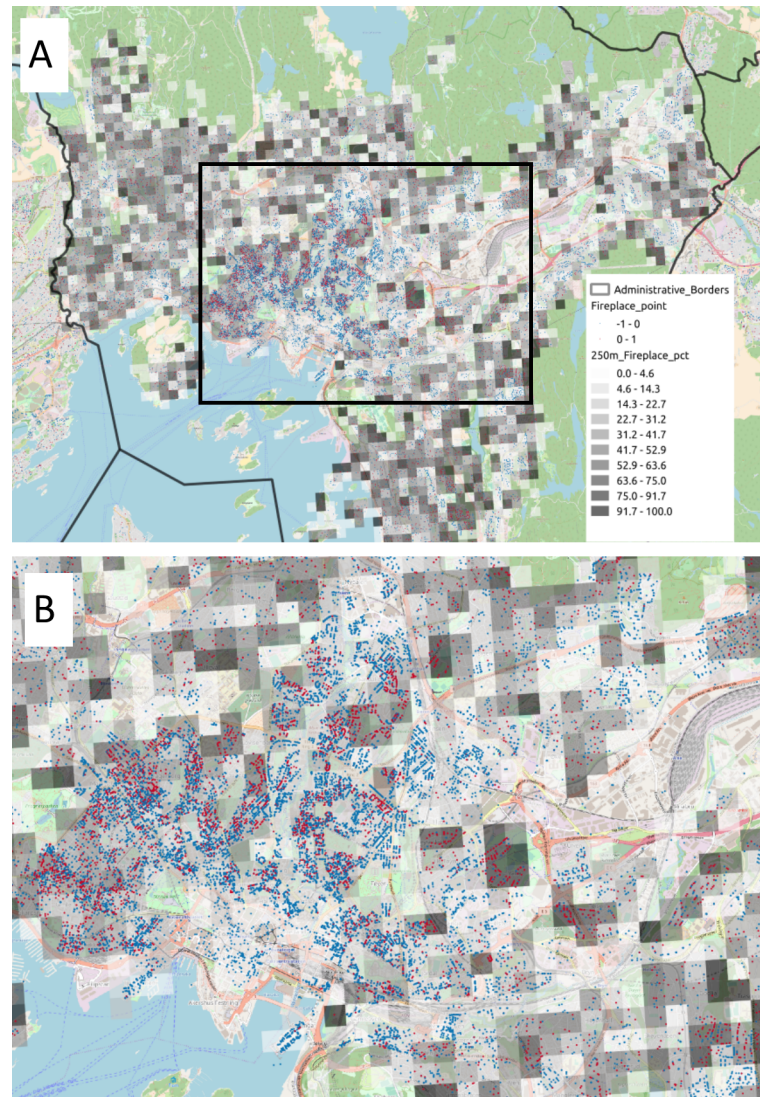 A
Administrative_Borders
Fireplace_point
-1 - 0
0 - 1
250m_Fireplace_pct
0.0 - 4.6
4.6 - 14.3
14.3 - 22.7
22.7 - 31.2
31.2 - 41.7
41.7 - 52.9
52.9 - 63.6
63.6 - 75.0
75.0 - 91.7
91.7 - 100.0
B